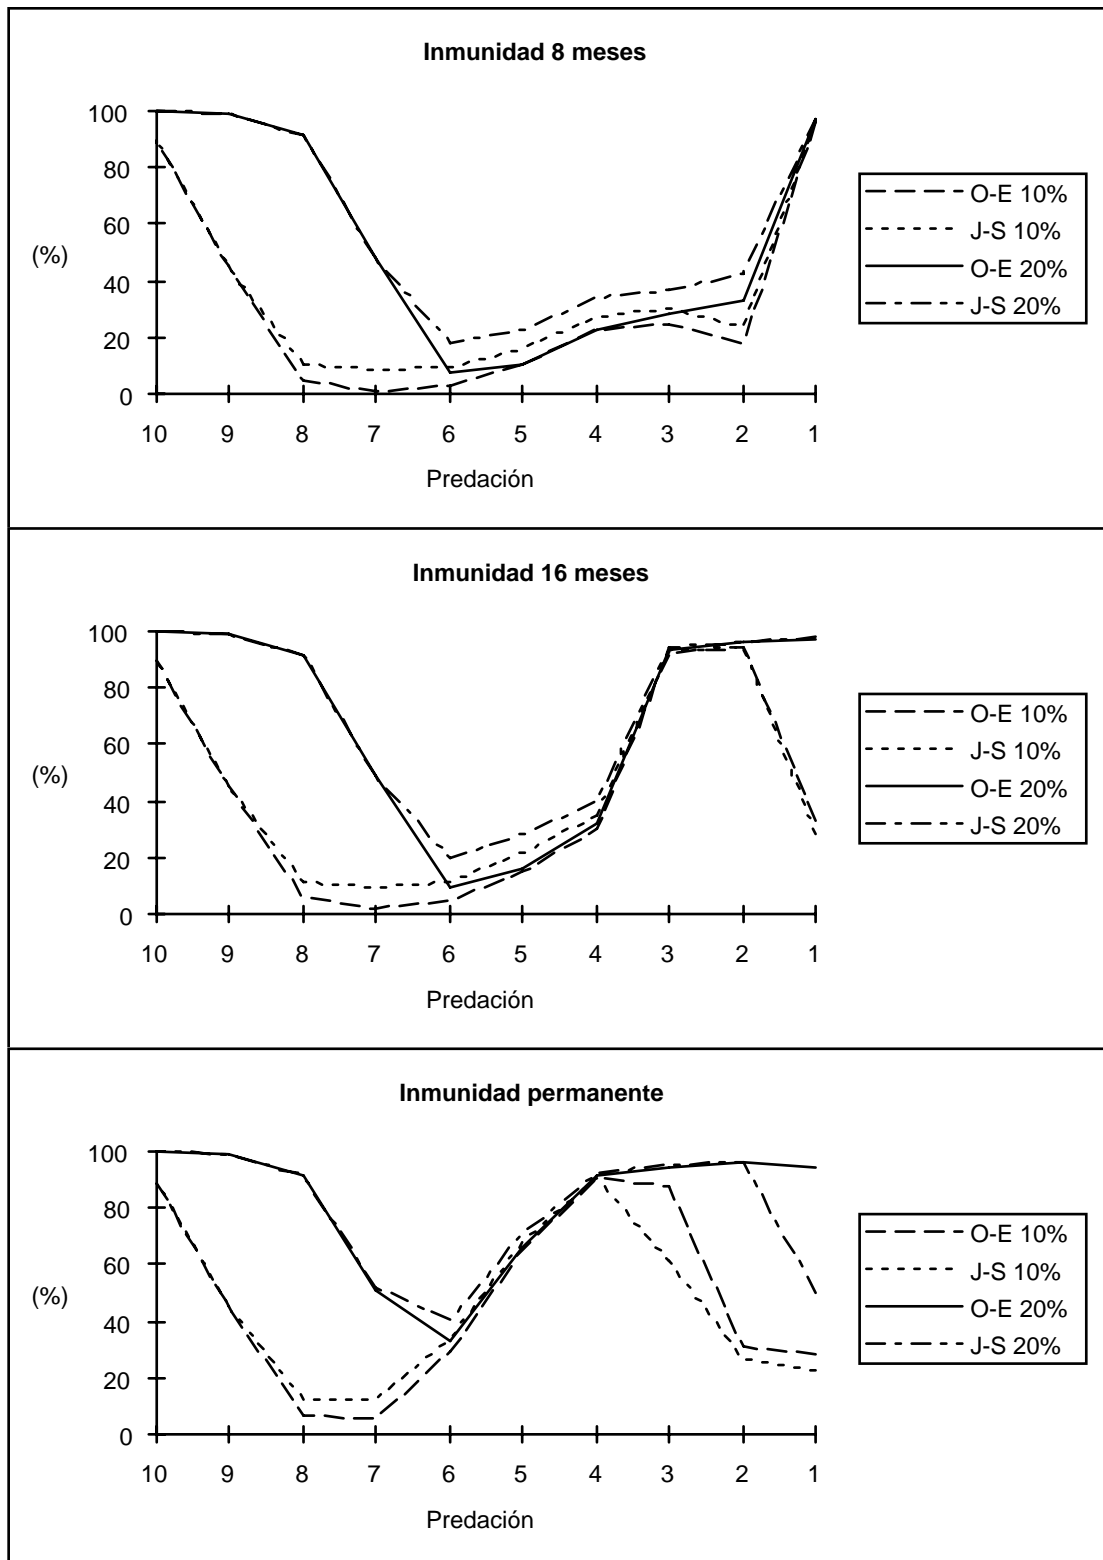 Inmunidad 8 meses
100
80
60
40
20
0
(%)
10 9 8 7 6 5 4 3 2 1
Predación
O-E 10%
J-S 10%
O-E 20%
J-S 20%
Inmunidad 16 meses
100
80
60
40
20
0
(%)
10 9 8 7 6 5 4 3 2 1
Predación
O-E 10%
J-S 10%
O-E 20%
J-S 20%
Inmunidad permanente
100
80
60
40
20
0
(%)
10 9 8 7 6 5 4 3 2 1
Predación
O-E 10%
J-S 10%
O-E 20%
J-S 20%